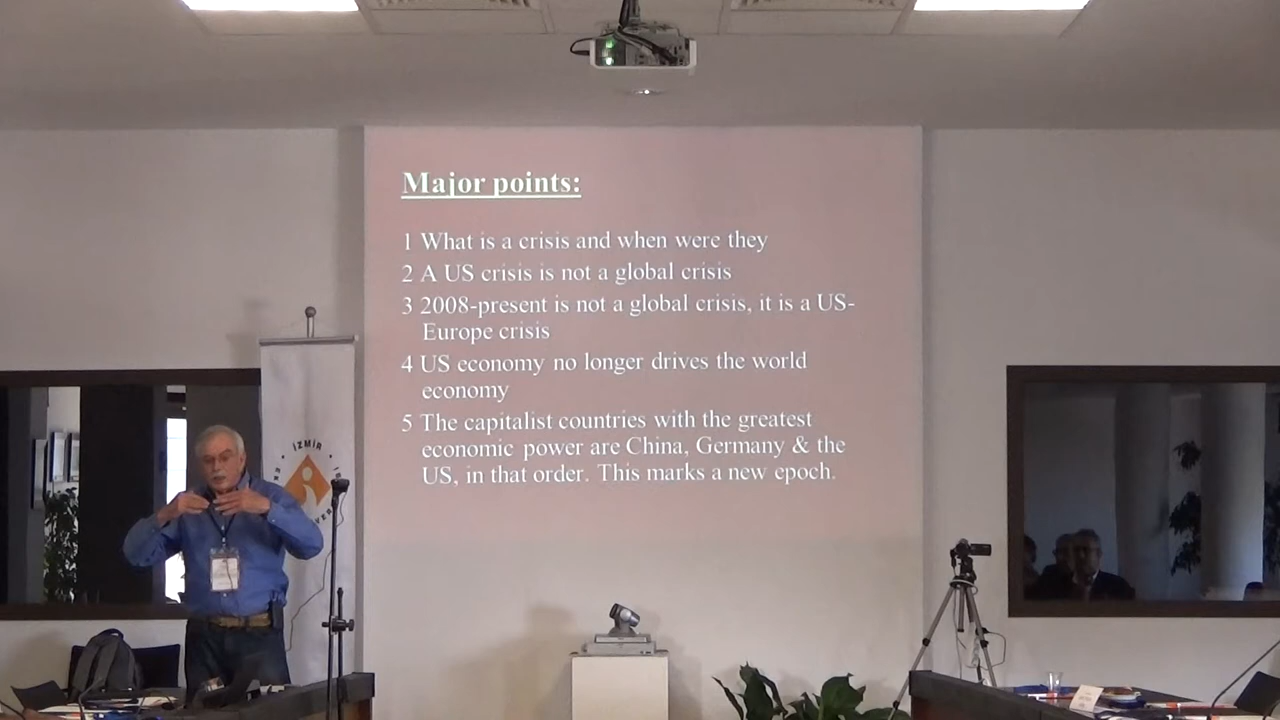 Major points:
1 What is a crisis and when were they
2 A US crisis is not a global crisis
3 2008-present is not a global crisis, it is a US-
Europe crisis
4 US economy no longer drives the world
economy
5 The capitalist countries with the greatest
economic power are China, Germany & the
US, in that order. This marks a new epoch.
İZMİR